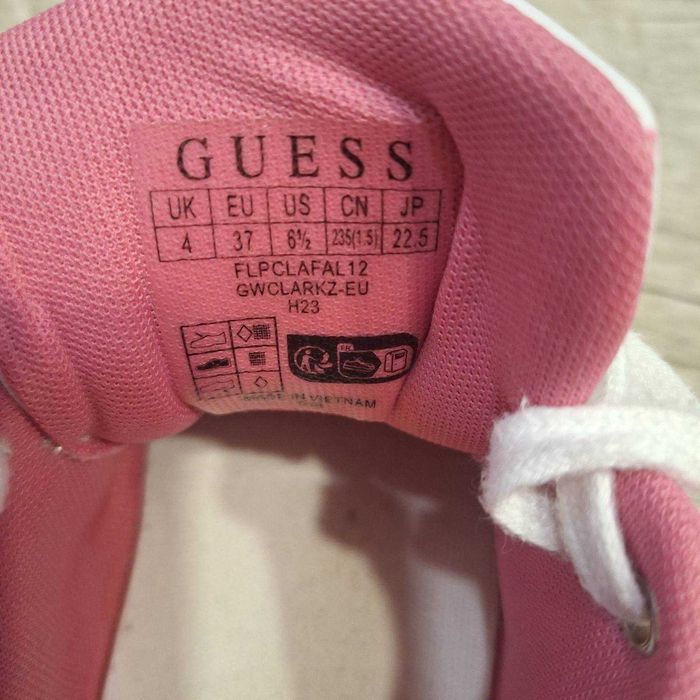 GUESS
UK EU US CN JP
4 37 6½ 235(1.5) 22.5
FLPCLAFAL12
GWCLARKZ-EU
H23
FR
MADE IN VIETNAM